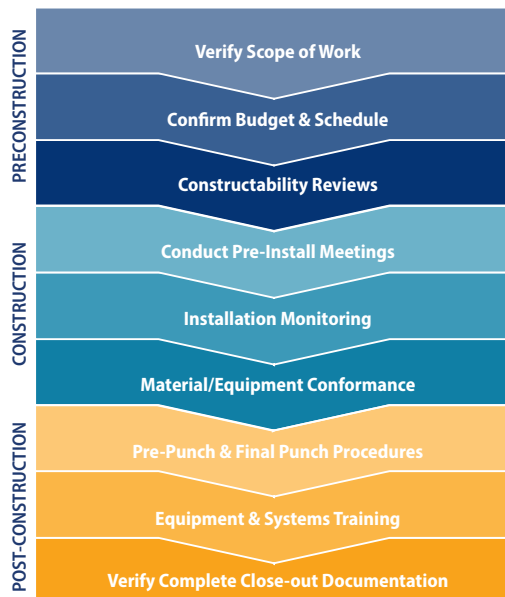 PRECONSTRUCTION
Verify Scope of Work
Confirm Budget & Schedule
Constructability Reviews
CONSTRUCTION
Conduct Pre-Install Meetings
Installation Monitoring
Material/Equipment Conformance
POST-CONSTRUCTION
Pre-Punch & Final Punch Procedures
Equipment & Systems Training
Verify Complete Close-out Documentation